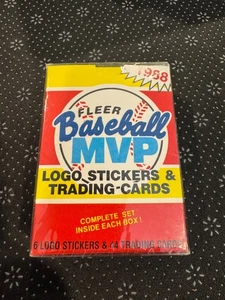 1988
FLEER
Baseball
MVP
LOGO STICKERS &
TRADING-CARDS
COMPLETE SET
INSIDE EACH BOX!
6 LOGO STICKERS & 44 TRADING CARDS